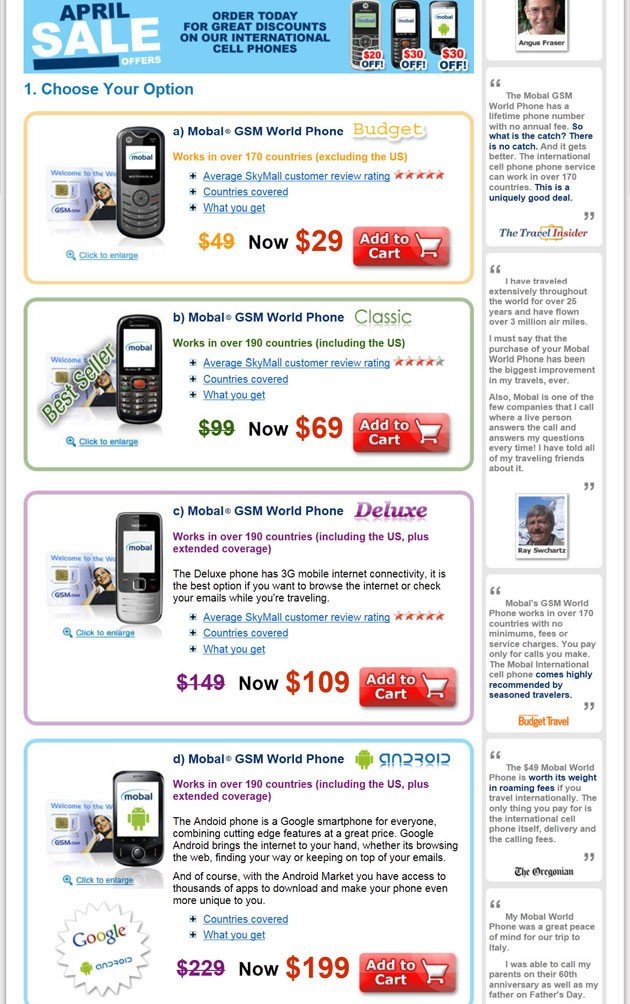 APRIL
SALE
OFFERS
ORDER TODAY
FOR GREAT DISCOUNTS
ON OUR INTERNATIONAL
CELL PHONES
$20
OFF!
$30
OFF!
$30
OFF!
1. Choose Your Option
a) Mobal® GSM World Phone Budget
Works in over 170 countries (excluding the US)
Average SkyMall customer review rating
Countries covered
What you get
Welcome to the
GSM
mobal
MOTOROLA
Click to enlarge
$49 Now $29 Add to
Cart
b) Mobal® GSM World Phone Classic
Works in over 190 countries (including the US)
Average SkyMall customer review rating
Countries covered
What you get
mobal
Best Seller
Click to enlarge
$99 Now $69 Add to
Cart
c) Mobal® GSM World Phone Deluxe
Works in over 190 countries (including the US, plus
extended coverage)
The Deluxe phone has 3G mobile internet connectivity, it is
the best option if you want to browse the internet or check
your emails while you're traveling.
Average SkyMall customer review rating
Countries covered
What you get
Welcome to the Wo
GSM
NOKIA
mobal
Click to enlarge
$149 Now $109 Add to
Cart
d) Mobal® GSM World Phone ANDROID
Works in over 190 countries (including the US, plus
extended coverage)
The Andoid phone is a Google smartphone for everyone,
combining cutting edge features at a great price. Google
Android brings the internet to your hand, whether its browsing
the web, finding your way or keeping on top of your emails.
And of course, with the Android Market you have access to
thousands of apps to download and make your phone even
more unique to you.
Countries covered
What you get
Welcome to the Wo
GSM
mobal
Click to enlarge
Google
ANDROID
$229 Now $199 Add to
Cart
Angus Fraser
“
The Mobal GSM
World Phone has a
lifetime phone number
with no annual fee. So
what is the catch? There
is no catch. And it gets
better. The international
cell phone phone service
can work in over 170
countries. This is a
uniquely good deal.
”
The Travel Insider
“
I have traveled
extensively throughout
the world for over 25
years and have flown
over 3 million air miles.
I must say that the
purchase of your Mobal
World Phone has been
the biggest improvement
in my travels, ever.
Also, Mobal is one of the
few companies that I call
where a live person
answers the call and
answers my questions
every time! I have told all
of my traveling friends
about it.
”
Ray Swchartz
“
Mobal's GSM World
Phone works in over 170
countries with no
minimums, fees or
service charges. You pay
only for calls you make.
The Mobal International
cell phone comes highly
recommended by
seasoned travelers.
”
Budget Travel
“
The $49 Mobal World
Phone is worth its weight
in roaming fees if you
travel internationally. The
only thing you pay for is
the international cell
phone itself, delivery and
the calling fees.
”
The Oregonian
“
My Mobal World
Phone was a great peace
of mind for our trip to
Italy.
I was able to call my
parents on their 60th
anniversary as well as my
father on Father's Day.